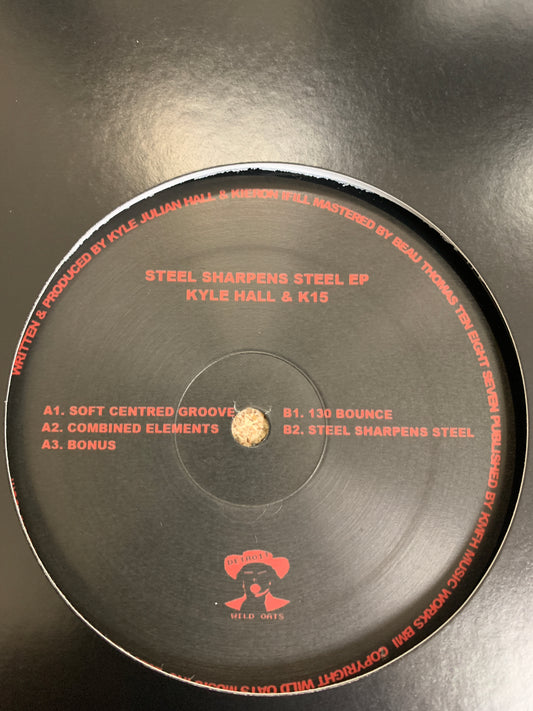 WRITTEN & PRODUCED BY KYLE JULIAN HALL & KIERON IFILL MASTERED BY BEAU THOMAS TEN EIGHT SEVEN PUBLISHED BY KMFH MUSIC WORKS BMI COPYRIGHT WILD OATS MUSIC
STEEL SHARPENS STEEL EP
KYLE HALL & K15
A1. SOFT CENTRED GROOVE
A2. COMBINED ELEMENTS
A3. BONUS
B1. 130 BOUNCE
B2. STEEL SHARPENS STEEL
DETROIT
WILD OATS